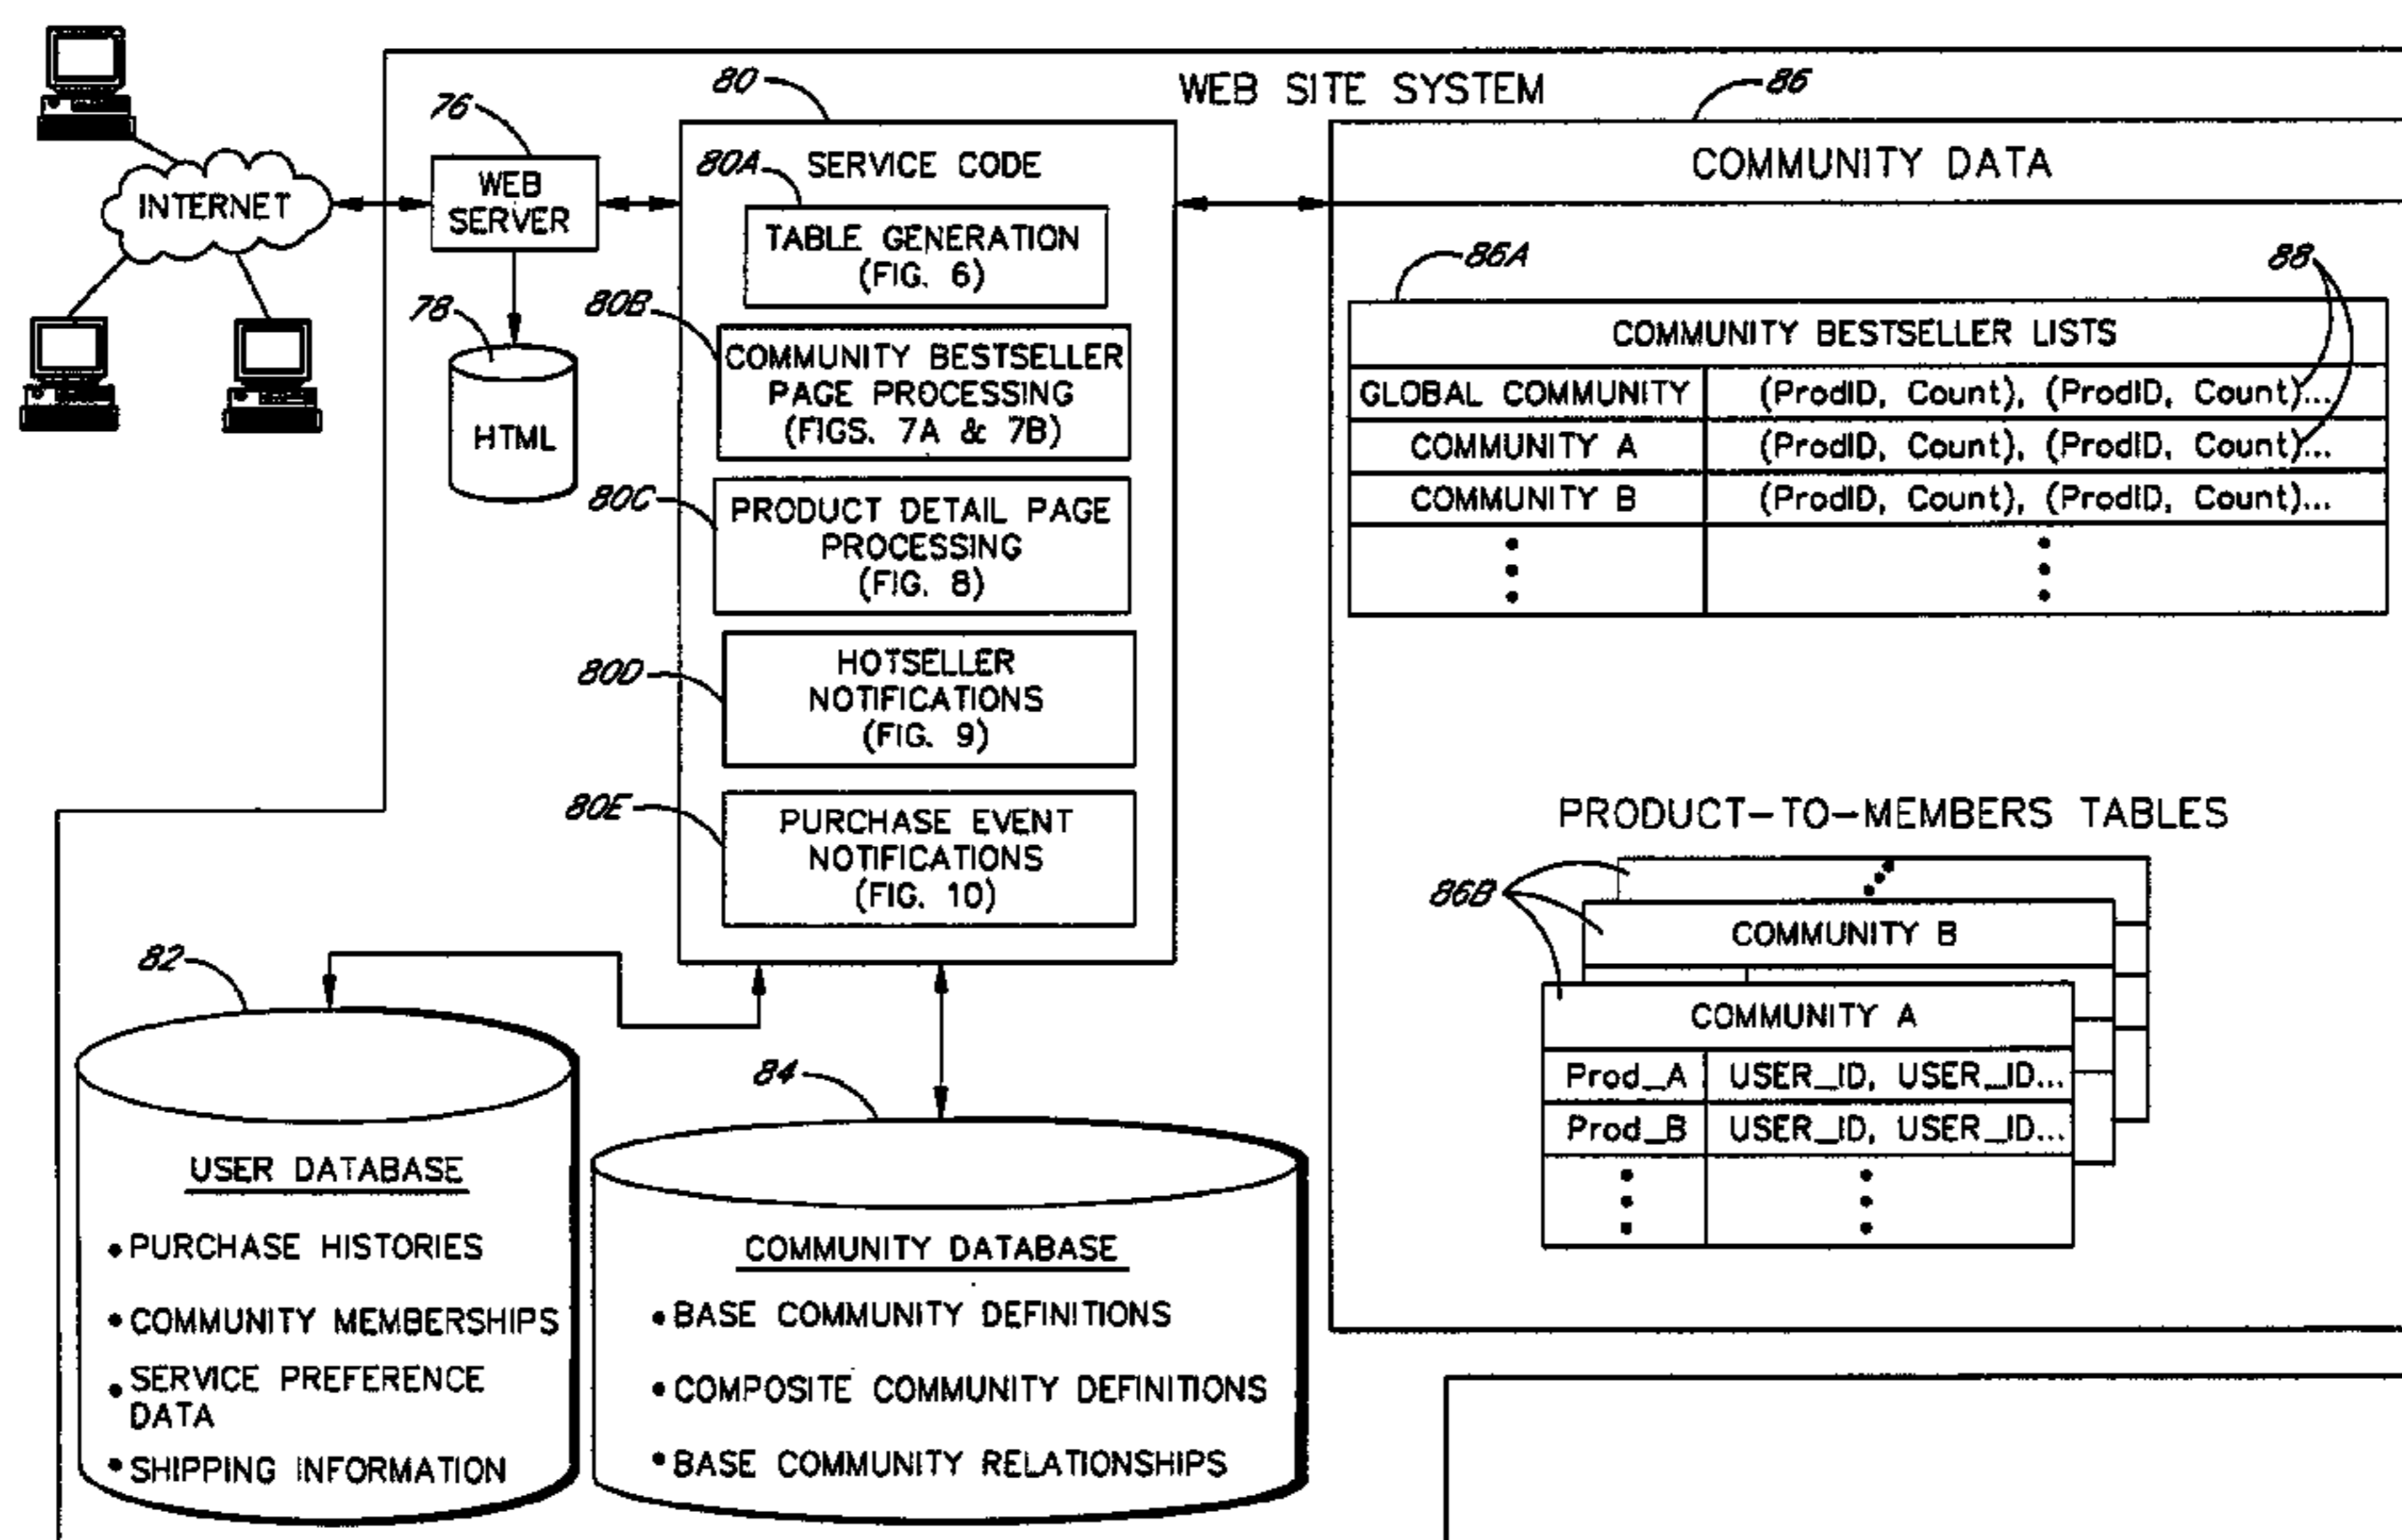 WEB SITE SYSTEM
INTERNET
76
WEB
SERVER
78
HTML
80
SERVICE CODE
80A
TABLE GENERATION
(FIG. 6)
80B
COMMUNITY BESTSELLER
PAGE PROCESSING
(FIGS. 7A & 7B)
80C
PRODUCT DETAIL PAGE
PROCESSING
(FIG. 8)
80D
HOTSELLER
NOTIFICATIONS
(FIG. 9)
80E
PURCHASE EVENT
NOTIFICATIONS
(FIG. 10)
86
COMMUNITY DATA
86A
88
COMMUNITY BESTSELLER LISTS
GLOBAL COMMUNITY (ProdID, Count), (ProdID, Count)...
COMMUNITY A (ProdID, Count), (ProdID, Count)...
COMMUNITY B (ProdID, Count), (ProdID, Count)...
PRODUCT-TO-MEMBERS TABLES
86B
COMMUNITY B
COMMUNITY A
Prod_A USER_ID, USER_ID...
Prod_B USER_ID, USER_ID...
82
USER DATABASE
• PURCHASE HISTORIES
• COMMUNITY MEMBERSHIPS
• SERVICE PREFERENCE
DATA
• SHIPPING INFORMATION
84
COMMUNITY DATABASE
• BASE COMMUNITY DEFINITIONS
• COMPOSITE COMMUNITY DEFINITIONS
• BASE COMMUNITY RELATIONSHIPS